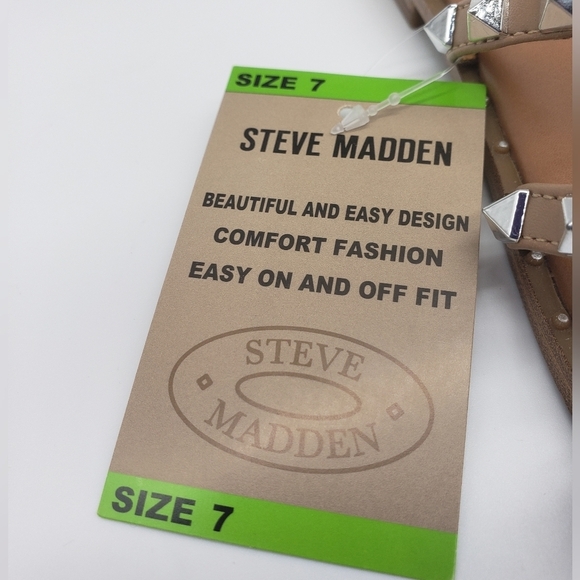 SIZE 7
STEVE MADDEN
BEAUTIFUL AND EASY DESIGN
COMFORT FASHION
EASY ON AND OFF FIT
STEVE
MADDEN
SIZE 7